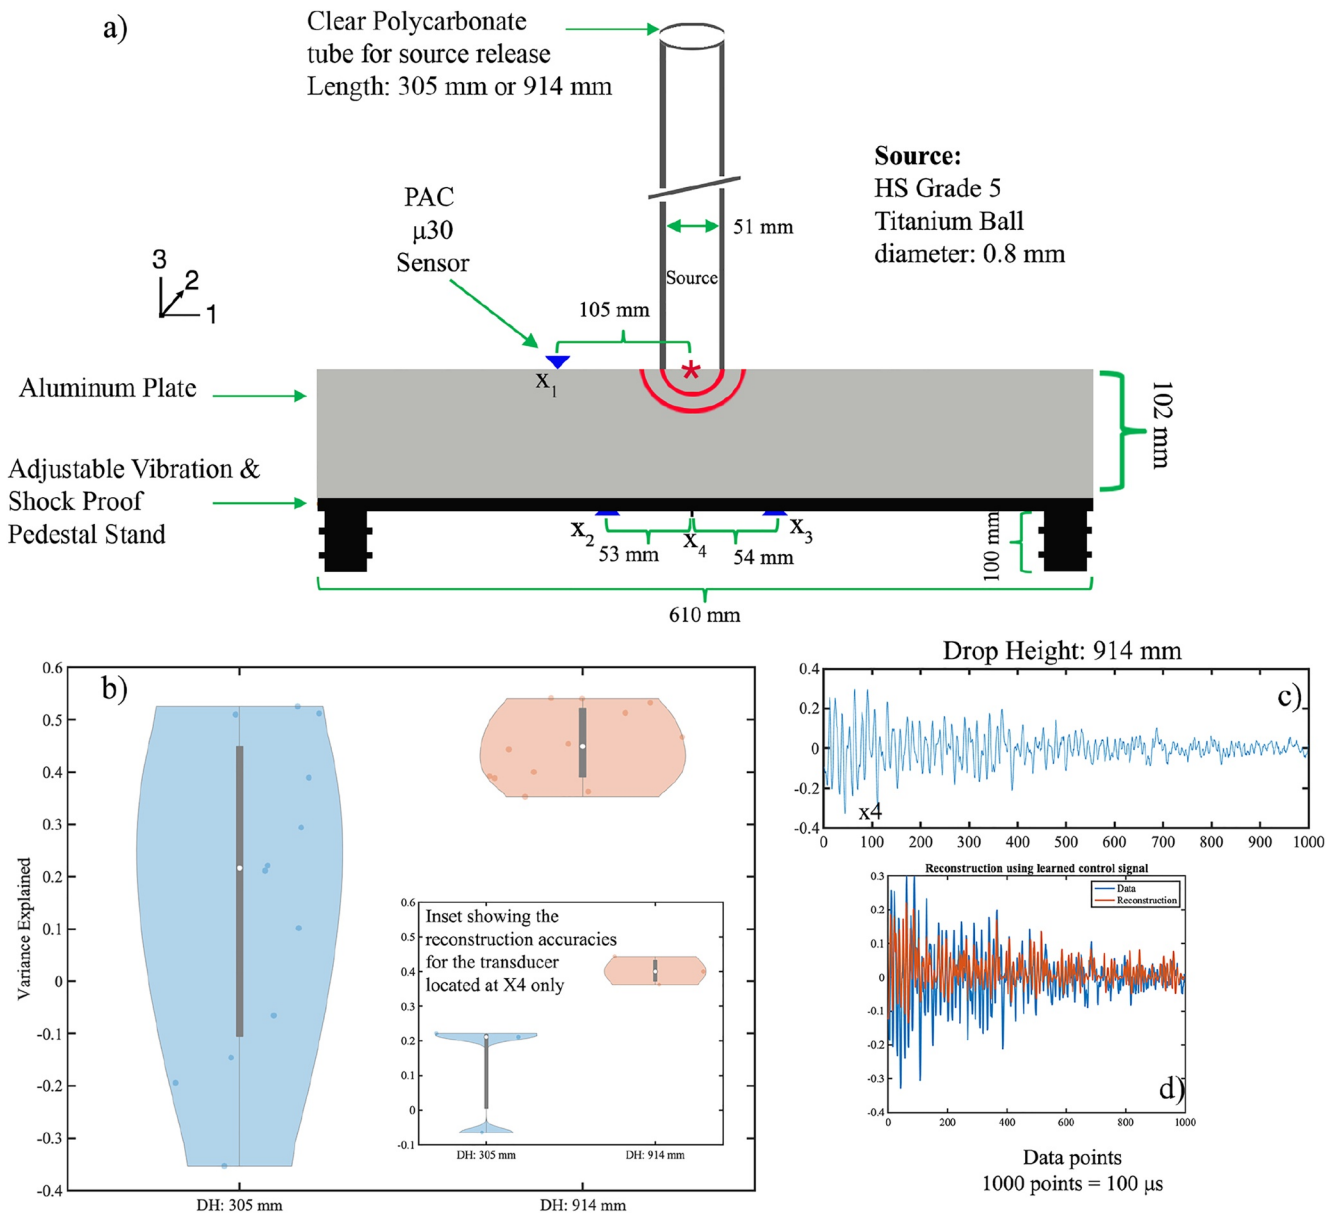 a)
Clear Polycarbonate
tube for source release
Length: 305 mm or 914 mm
Source:
HS Grade 5
Titanium Ball
diameter: 0.8 mm
PAC
μ30
Sensor
51 mm
Source
3
2
1
105 mm
x1
*
Aluminum Plate
102 mm
Adjustable Vibration &
Shock Proof
Pedestal Stand
x2
53 mm
x4
54 mm
x3
100 mm
610 mm
b)
Variance Explained
0.6
0.5
0.4
0.3
0.2
0.1
0
-0.1
-0.2
-0.3
-0.4
DH: 305 mm
DH: 914 mm
Inset showing the
reconstruction accuracies
for the transducer
located at X4 only
0.6
0.5
0.4
0.3
0.2
0.1
0
-0.1
DH: 305 mm
DH: 914 mm
Drop Height: 914 mm
c)
0.4
0.2
0
-0.2
-0.4
x4
0 100 200 300 400 500 600 700 800 900 1000
Reconstruction using learned control signal
Data
Reconstruction
0.3
0.2
0.1
0
-0.1
-0.2
-0.3
-0.4
d)
0 200 400 600 800 1000
Data points
1000 points = 100 μs